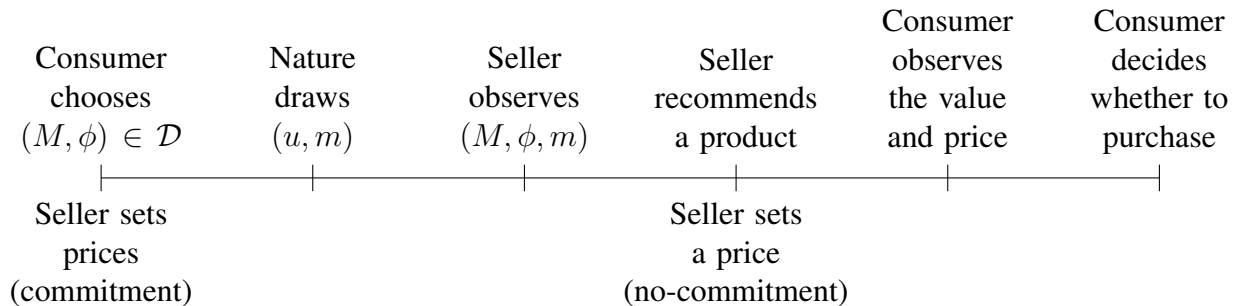 Consumer
chooses
(M, ϕ) ∈ 𝒟
Nature
draws
(u, m)
Seller
observes
(M, ϕ, m)
Seller
recommends
a product
Consumer
observes
the value
and price
Consumer
decides
whether to
purchase
Seller sets
prices
(commitment)
Seller sets
a price
(no-commitment)